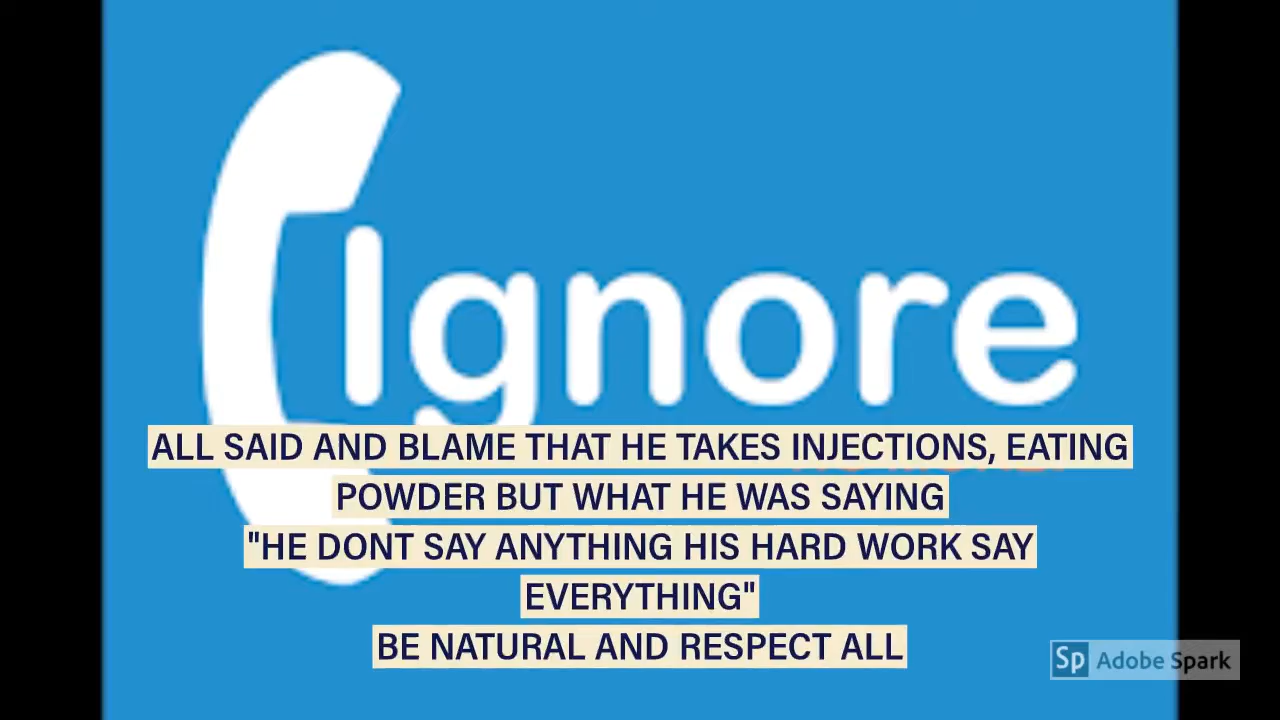 Ignore
ALL SAID AND BLAME THAT HE TAKES INJECTIONS, EATING
POWDER BUT WHAT HE WAS SAYING
"HE DONT SAY ANYTHING HIS HARD WORK SAY
EVERYTHING"
BE NATURAL AND RESPECT ALL
Sp Adobe Spark